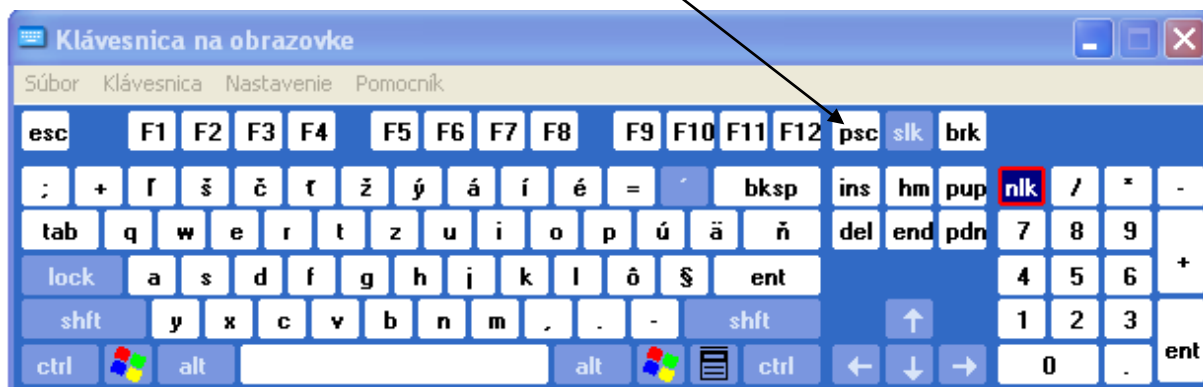 Klávesnica na obrazovke
Súbor Klávesnica Nastavenie Pomocník
esc F1 F2 F3 F4 F5 F6 F7 F8 F9 F10 F11 F12 psc slk brk
; + ľ š č ť ž ý á í é = ´ bksp ins hm pup nlk / * -
tab q w e r t z u i o p ú ä ň del end pdn 7 8 9 +
lock a s d f g h j k l ô § ent 4 5 6
shft y x c v b n m , . - shft ↑ 1 2 3 ent
ctrl alt alt ctrl ← ↓ → 0 .